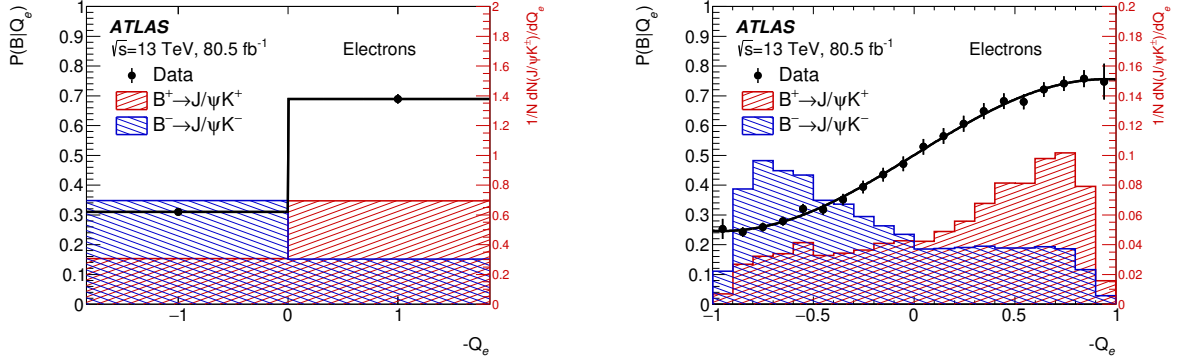 ATLAS
√s=13 TeV, 80.5 fb⁻¹
Electrons
Data
B⁺→J/ψK⁺
B⁻→J/ψK⁻
P(B|Qₑ)
1/N dN(J/ψK±)/dQₑ
1
0.9
0.8
0.7
0.6
0.5
0.4
0.3
0.2
0.1
0
2
1.8
1.6
1.4
1.2
1
0.8
0.6
0.4
0.2
0
−1 0 1
-Qₑ
ATLAS
√s=13 TeV, 80.5 fb⁻¹
Electrons
Data
B⁺→J/ψK⁺
B⁻→J/ψK⁻
P(B|Qₑ)
1/N dN(J/ψK±)/dQₑ
1
0.9
0.8
0.7
0.6
0.5
0.4
0.3
0.2
0.1
0
0.2
0.18
0.16
0.14
0.12
0.1
0.08
0.06
0.04
0.02
0
−1 −0.5 0 0.5 1
-Qₑ